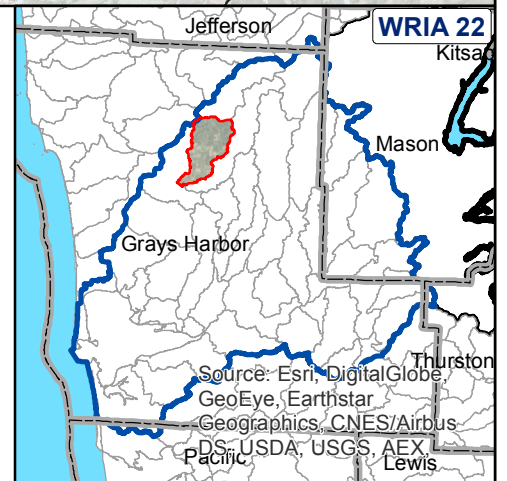 Jefferson
WRIA 22
Kitsap
Mason
Grays Harbor
Thurston
Source: Esri, DigitalGlobe,
GeoEye, Earthstar
Geographics, CNES/Airbus
DS, USDA, USGS, AEX,
Pacific
Lewis